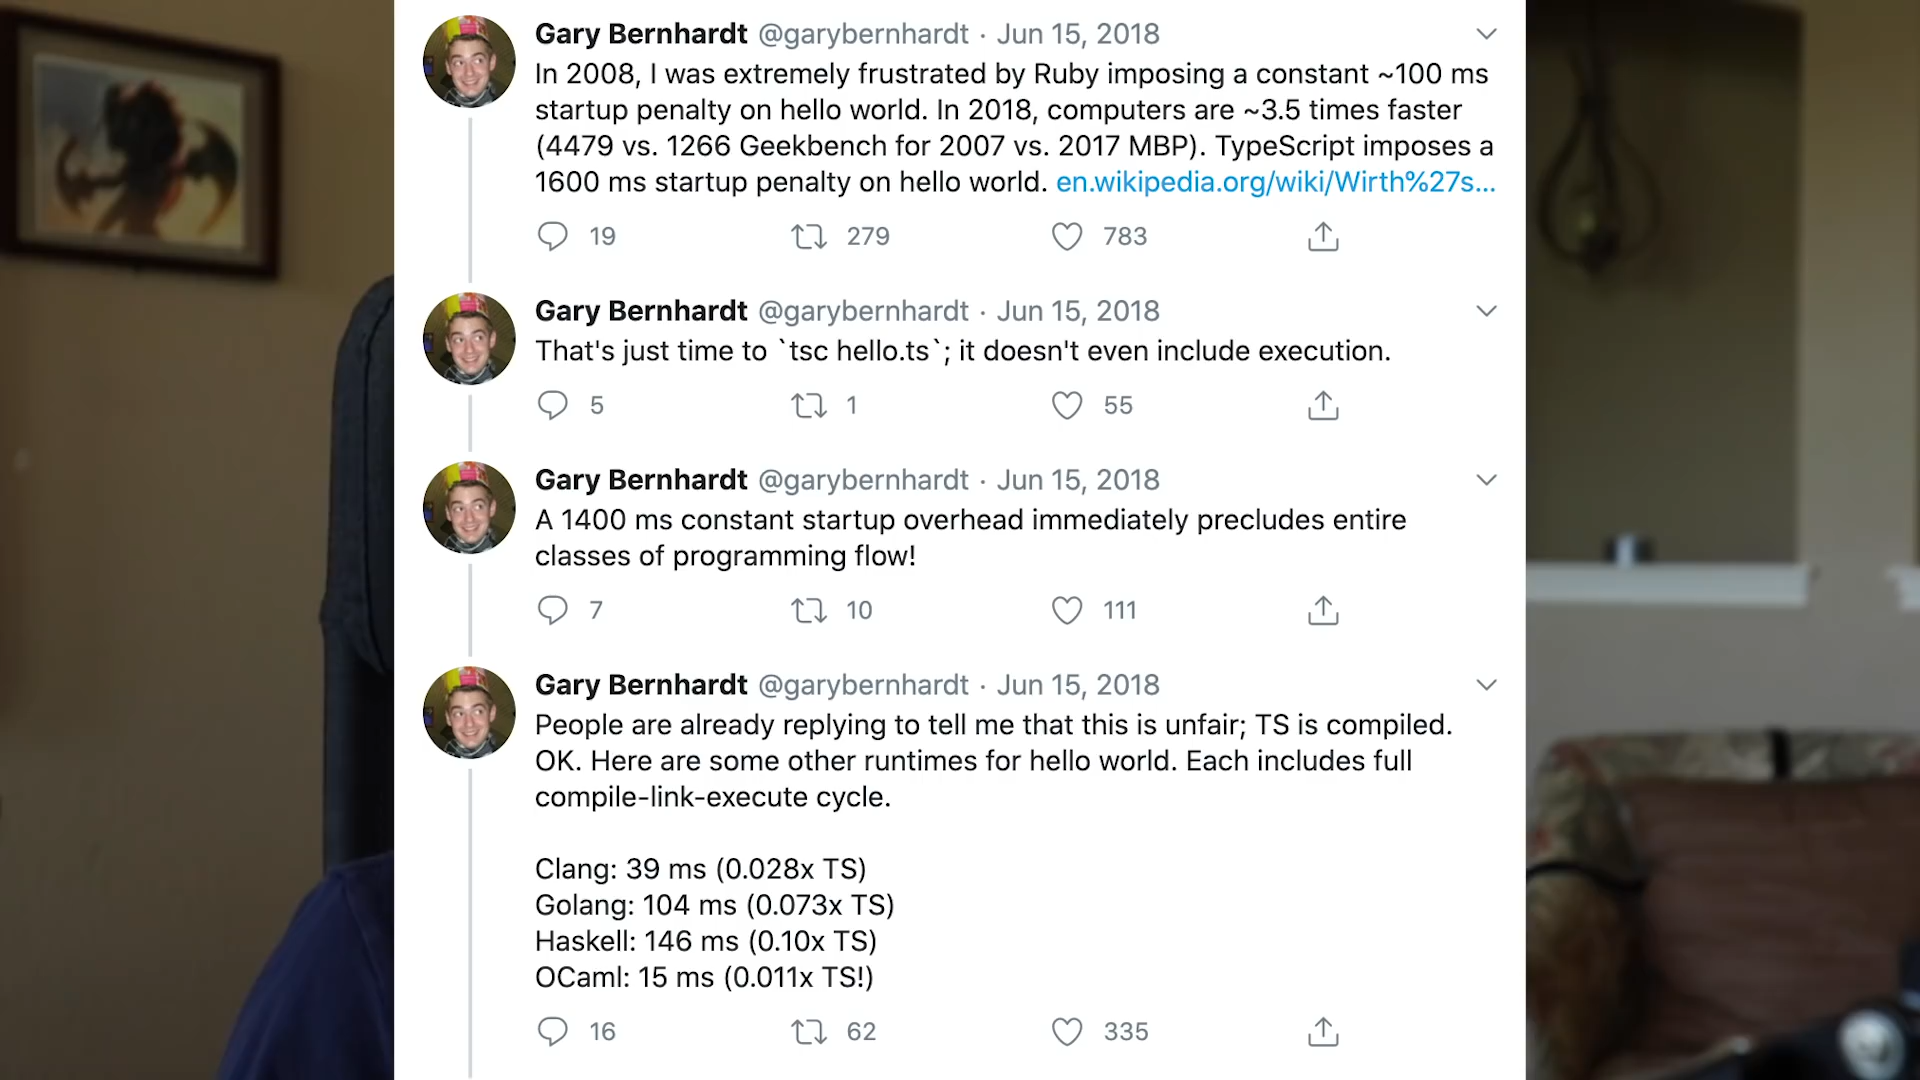 Gary Bernhardt @garybernhardt · Jun 15, 2018
In 2008, I was extremely frustrated by Ruby imposing a constant ~100 ms
startup penalty on hello world. In 2018, computers are ~3.5 times faster
(4479 vs. 1266 Geekbench for 2007 vs. 2017 MBP). TypeScript imposes a
1600 ms startup penalty on hello world. en.wikipedia.org/wiki/Wirth%27s...
19 279 783
Gary Bernhardt @garybernhardt · Jun 15, 2018
That's just time to `tsc hello.ts`; it doesn't even include execution.
5 1 55
Gary Bernhardt @garybernhardt · Jun 15, 2018
A 1400 ms constant startup overhead immediately precludes entire
classes of programming flow!
7 10 111
Gary Bernhardt @garybernhardt · Jun 15, 2018
People are already replying to tell me that this is unfair; TS is compiled.
OK. Here are some other runtimes for hello world. Each includes full
compile-link-execute cycle.
Clang: 39 ms (0.028x TS)
Golang: 104 ms (0.073x TS)
Haskell: 146 ms (0.10x TS)
OCaml: 15 ms (0.011x TS!)
16 62 335